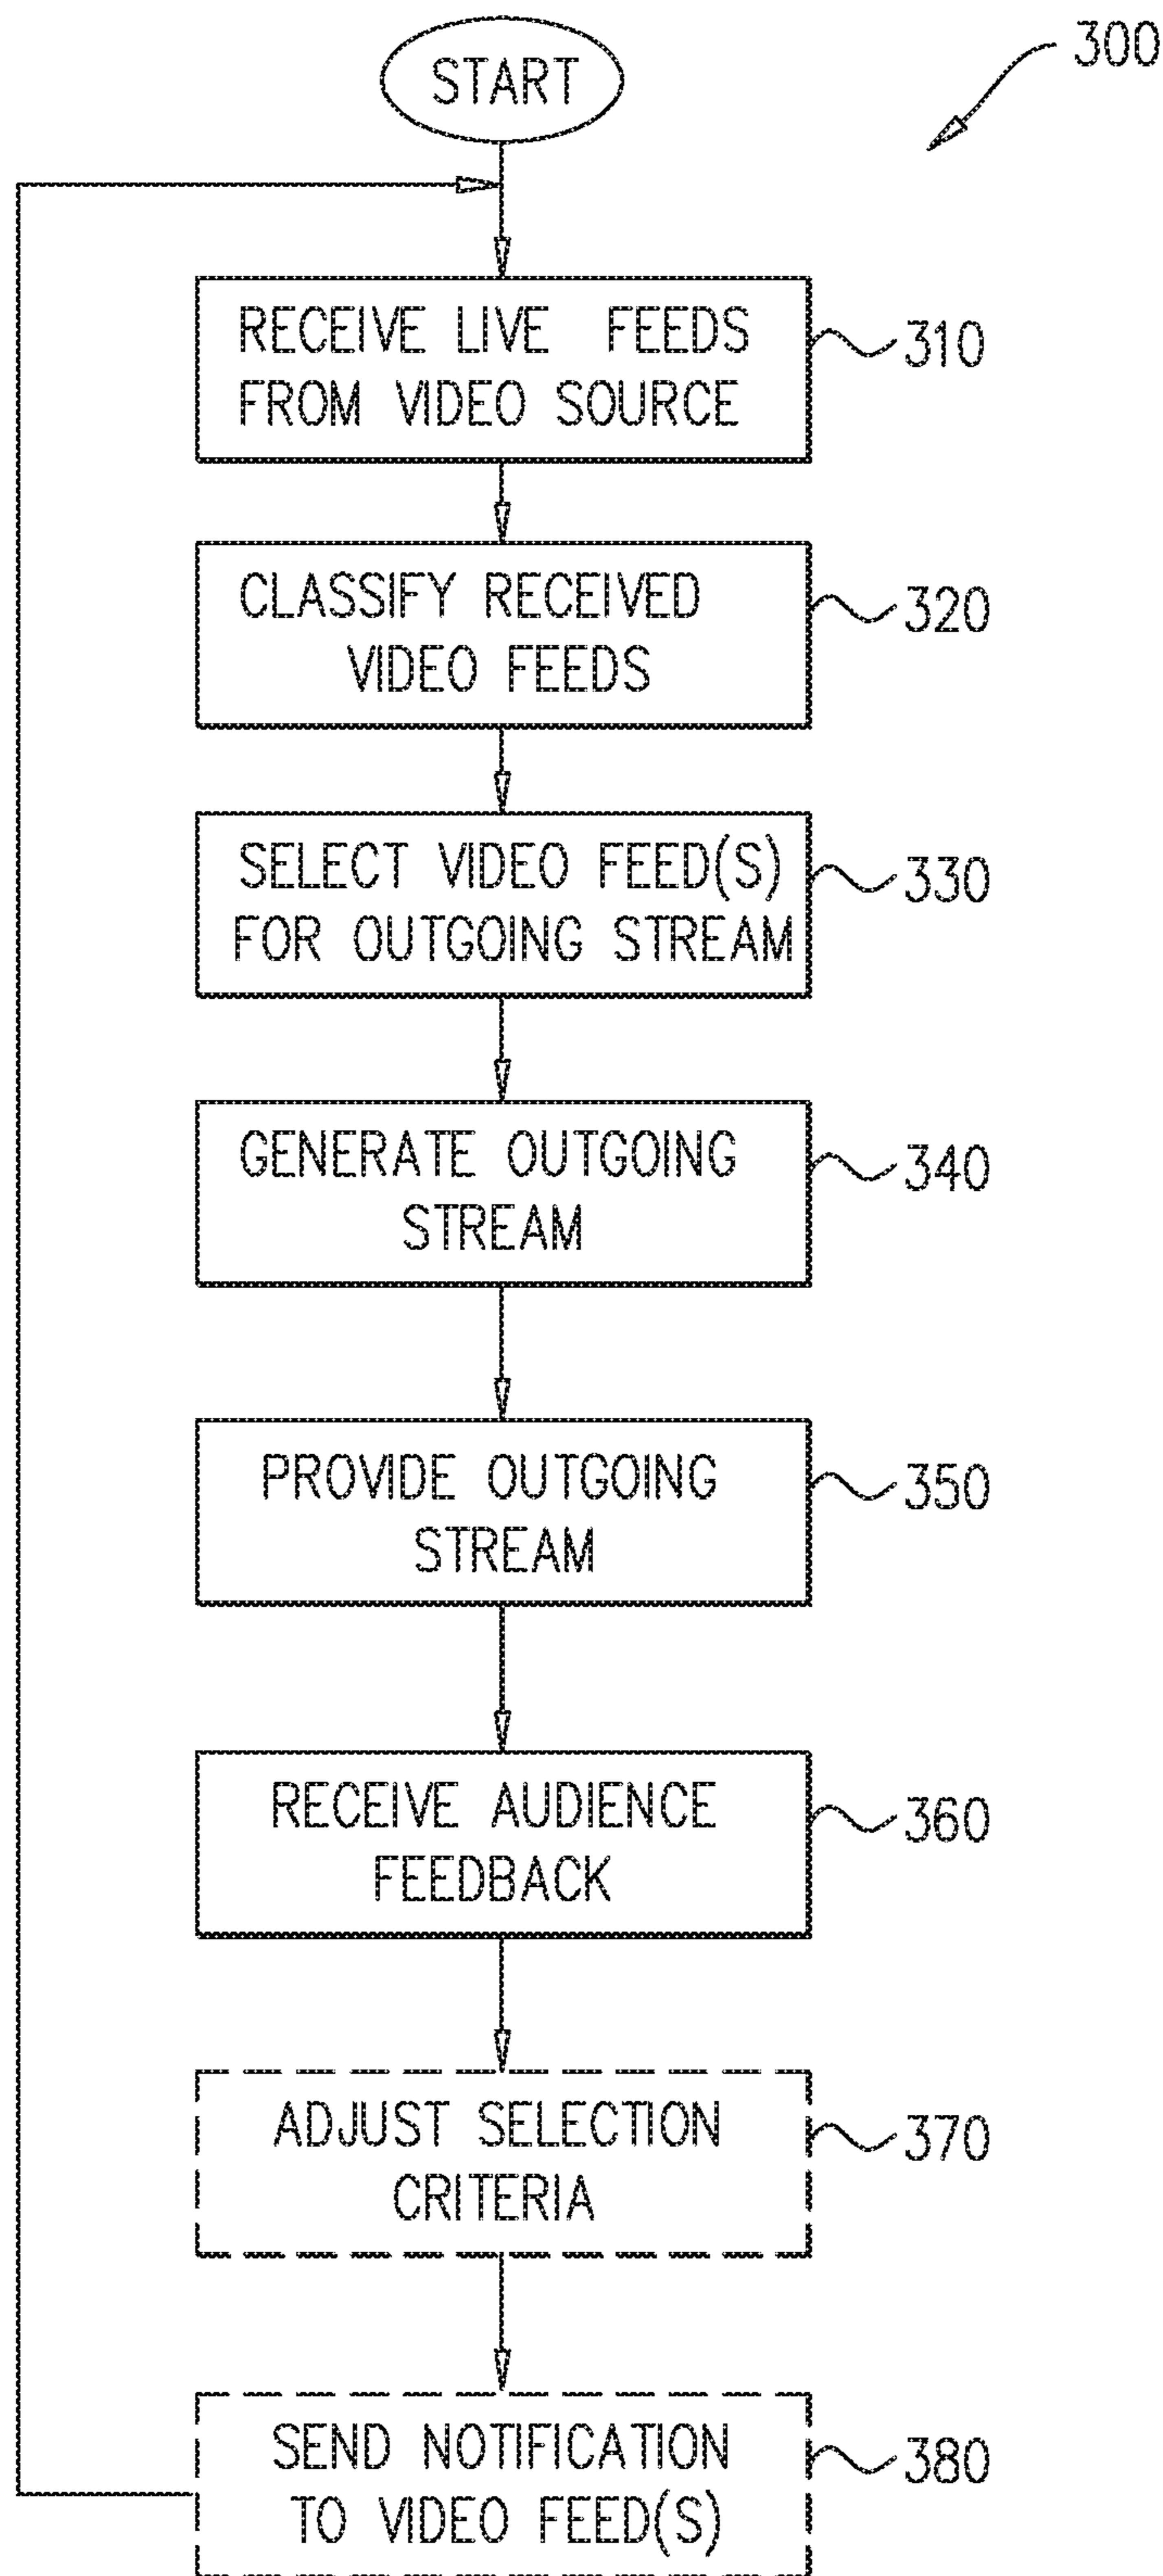 300
START
RECEIVE LIVE FEEDS
FROM VIDEO SOURCE
310
CLASSIFY RECEIVED
VIDEO FEEDS
320
SELECT VIDEO FEED(S)
FOR OUTGOING STREAM
330
GENERATE OUTGOING
STREAM
340
PROVIDE OUTGOING
STREAM
350
RECEIVE AUDIENCE
FEEDBACK
360
ADJUST SELECTION
CRITERIA
370
SEND NOTIFICATION
TO VIDEO FEED(S)
380